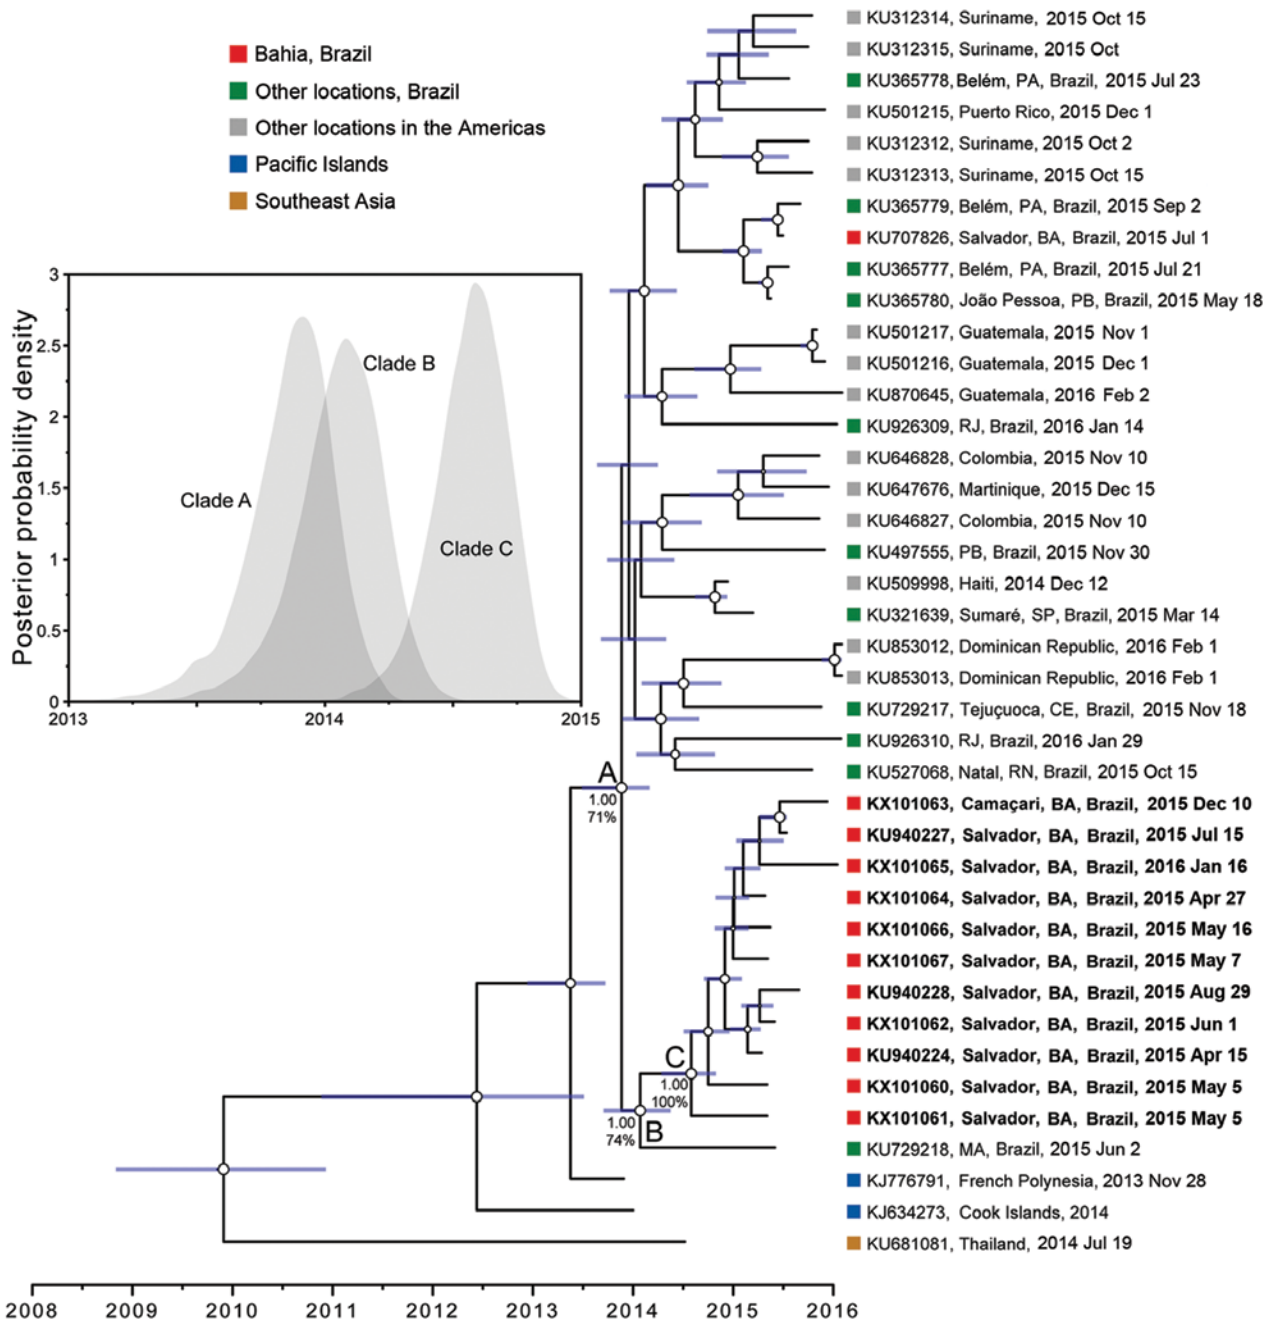 Bahia, Brazil
Other locations, Brazil
Other locations in the Americas
Pacific Islands
Southeast Asia
Posterior probability density
3
2.5
2
1.5
1
0.5
0
2013
2014
2015
Clade A
Clade B
Clade C
KU312314, Suriname, 2015 Oct 15
KU312315, Suriname, 2015 Oct
KU365778, Belém, PA, Brazil, 2015 Jul 23
KU501215, Puerto Rico, 2015 Dec 1
KU312312, Suriname, 2015 Oct 2
KU312313, Suriname, 2015 Oct 15
KU365779, Belém, PA, Brazil, 2015 Sep 2
KU707826, Salvador, BA, Brazil, 2015 Jul 1
KU365777, Belém, PA, Brazil, 2015 Jul 21
KU365780, João Pessoa, PB, Brazil, 2015 May 18
KU501217, Guatemala, 2015 Nov 1
KU501216, Guatemala, 2015 Dec 1
KU870645, Guatemala, 2016 Feb 2
KU926309, RJ, Brazil, 2016 Jan 14
KU646828, Colombia, 2015 Nov 10
KU647676, Martinique, 2015 Dec 15
KU646827, Colombia, 2015 Nov 10
KU497555, PB, Brazil, 2015 Nov 30
KU509998, Haiti, 2014 Dec 12
KU321639, Sumaré, SP, Brazil, 2015 Mar 14
KU853012, Dominican Republic, 2016 Feb 1
KU853013, Dominican Republic, 2016 Feb 1
KU729217, Tejuçuoca, CE, Brazil, 2015 Nov 18
KU926310, RJ, Brazil, 2016 Jan 29
KU527068, Natal, RN, Brazil, 2015 Oct 15
KX101063, Camaçari, BA, Brazil, 2015 Dec 10
KU940227, Salvador, BA, Brazil, 2015 Jul 15
KX101065, Salvador, BA, Brazil, 2016 Jan 16
KX101064, Salvador, BA, Brazil, 2015 Apr 27
KX101066, Salvador, BA, Brazil, 2015 May 16
KX101067, Salvador, BA, Brazil, 2015 May 7
KU940228, Salvador, BA, Brazil, 2015 Aug 29
KX101062, Salvador, BA, Brazil, 2015 Jun 1
KU940224, Salvador, BA, Brazil, 2015 Apr 15
KX101060, Salvador, BA, Brazil, 2015 May 5
KX101061, Salvador, BA, Brazil, 2015 May 5
KU729218, MA, Brazil, 2015 Jun 2
KJ776791, French Polynesia, 2013 Nov 28
KJ634273, Cook Islands, 2014
KU681081, Thailand, 2014 Jul 19
A
1.00
71%
C
1.00
100%
1.00
74%
B
2008
2009
2010
2011
2012
2013
2014
2015
2016